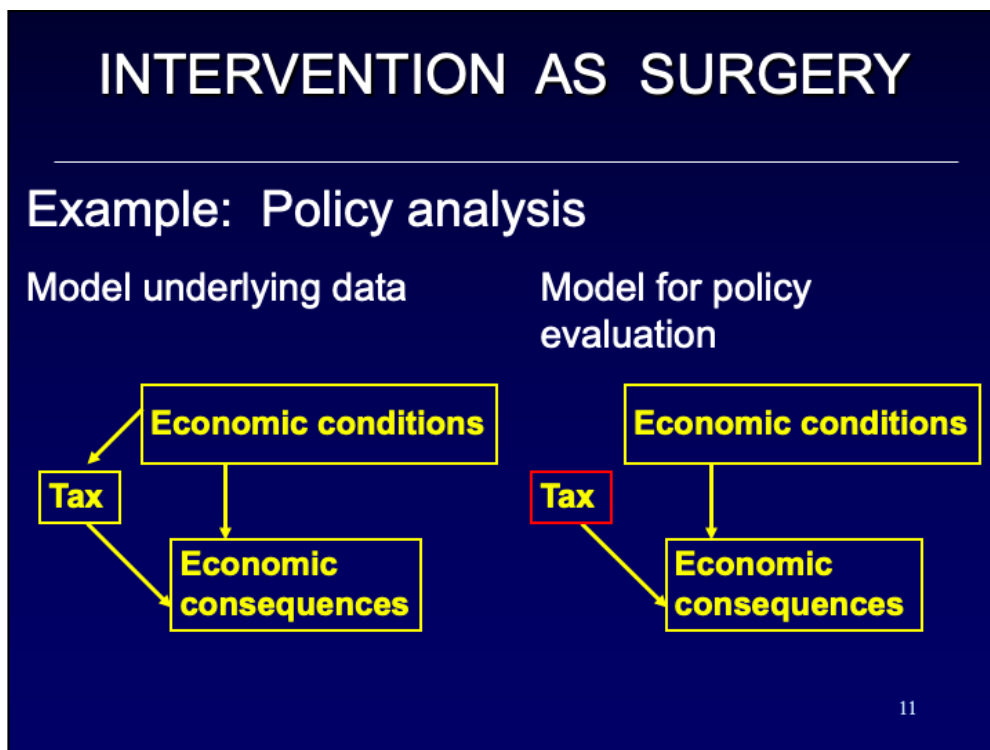 INTERVENTION AS SURGERY
Example: Policy analysis
Model underlying data
Model for policy
evaluation
Economic conditions
Tax
Economic
consequences
Economic conditions
Tax
Economic
consequences
11